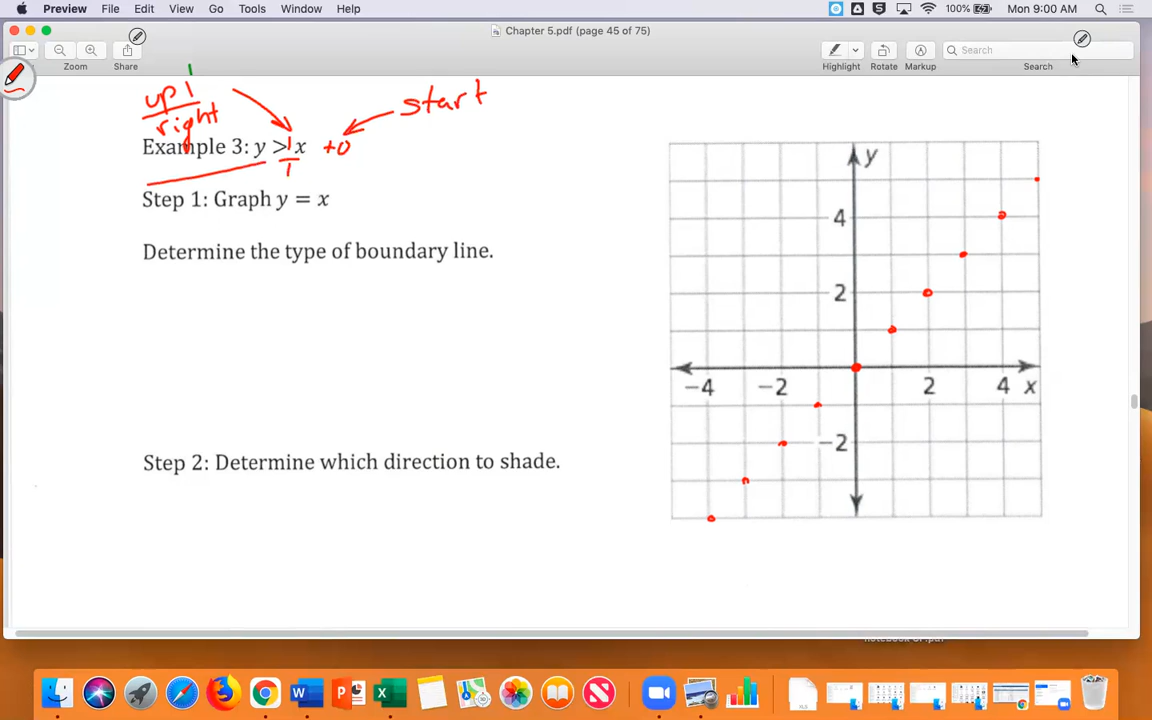 Preview File Edit View Go Tools Window Help 100% Mon 9:00 AM
Chapter 5.pdf (page 45 of 75)
Search
Zoom Share Highlight Rotate Markup Search
up 1
right
start
Example 3: y > 1/1 x +0
Step 1: Graph y = x
Determine the type of boundary line.
Step 2: Determine which direction to shade.
y
4
2
−4 −2 2 4 x
−2